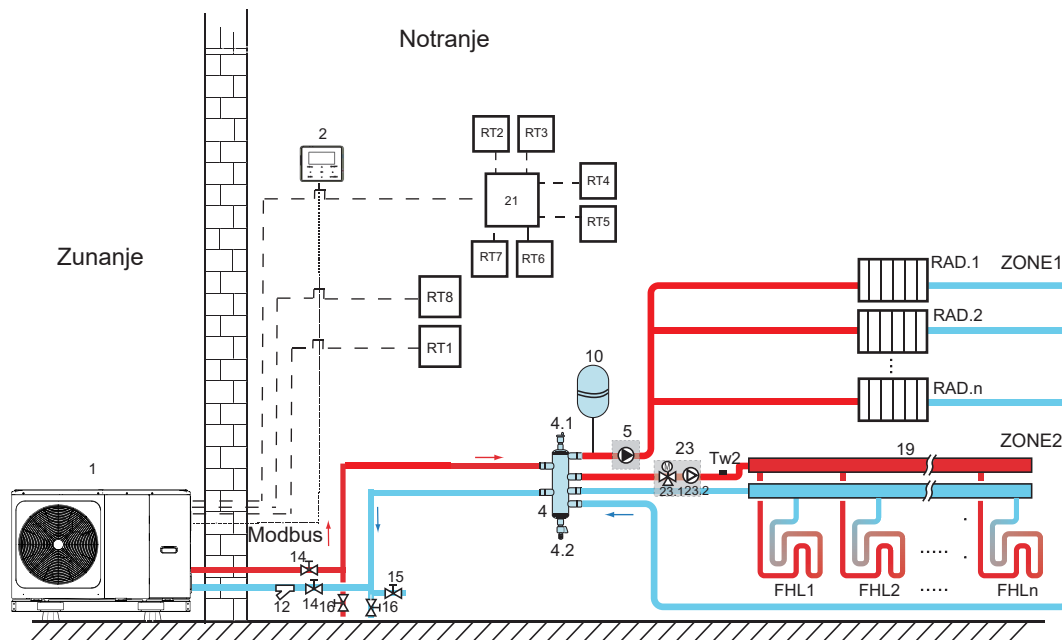 Notranje
Zunanje
2
RT2
RT3
RT4
21
RT5
RT7
RT6
RT8
RT1
RAD.1
ZONE1
RAD.2
RAD.n
10
4.1
5
ZONE2
23
Tw2
19
M
23.1
23.2
4
4.2
1
Modbus
14
12
14
16
16
15
FHL1
FHL2
FHLn